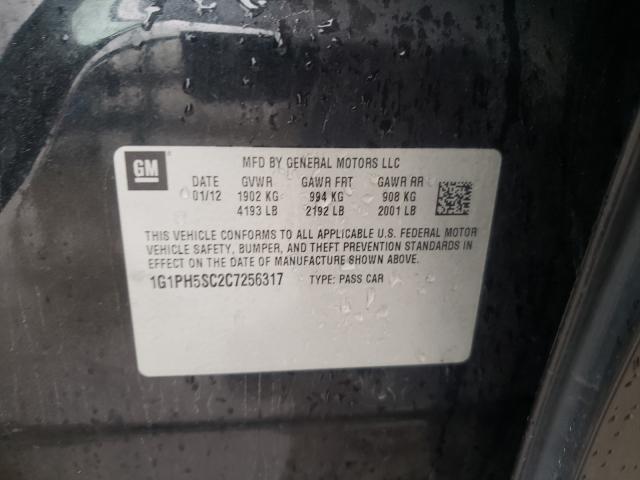 GM ® MFD BY GENERAL MOTORS LLC
DATE GVWR GAWR FRT GAWR RR
01/12 1902 KG 994 KG 908 KG
4193 LB 2192 LB 2001 LB
THIS VEHICLE CONFORMS TO ALL APPLICABLE U.S. FEDERAL MOTOR
VEHICLE SAFETY, BUMPER, AND THEFT PREVENTION STANDARDS IN
EFFECT ON THE DATE OF MANUFACTURE SHOWN ABOVE.
1G1PH5SC2C7256317 TYPE: PASS CAR